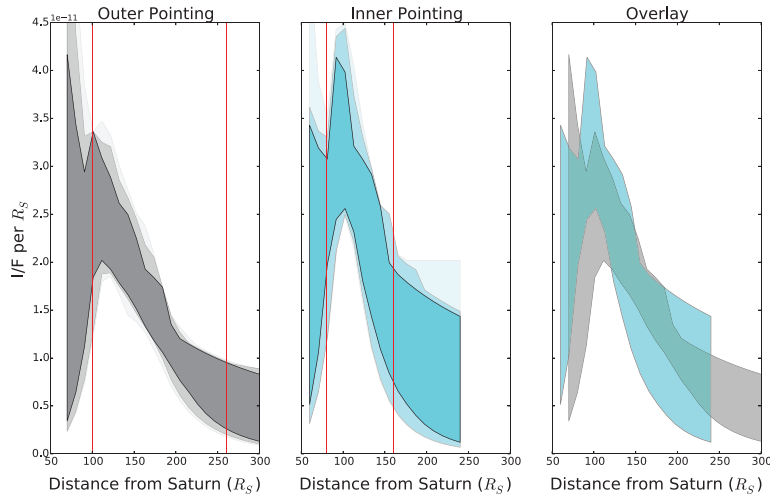 1e−11
Outer Pointing
Inner Pointing
Overlay
I/F per R_S
4.5
4.0
3.5
3.0
2.5
2.0
1.5
1.0
0.5
0.0
50 100 150 200 250 300
50 100 150 200 250 300
50 100 150 200 250 300
Distance from Saturn (R_S)
Distance from Saturn (R_S)
Distance from Saturn (R_S)